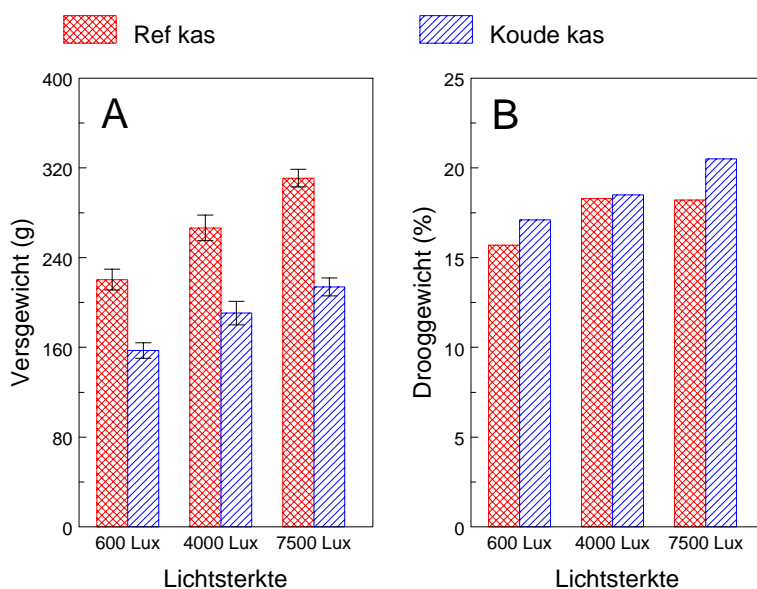 Ref kas
Koude kas
A
Versgewicht (g)
400
320
240
160
80
0
600 Lux
4000 Lux
7500 Lux
Lichtsterkte
B
Drooggewicht (%)
25
20
15
10
5
0
600 Lux
4000 Lux
7500 Lux
Lichtsterkte